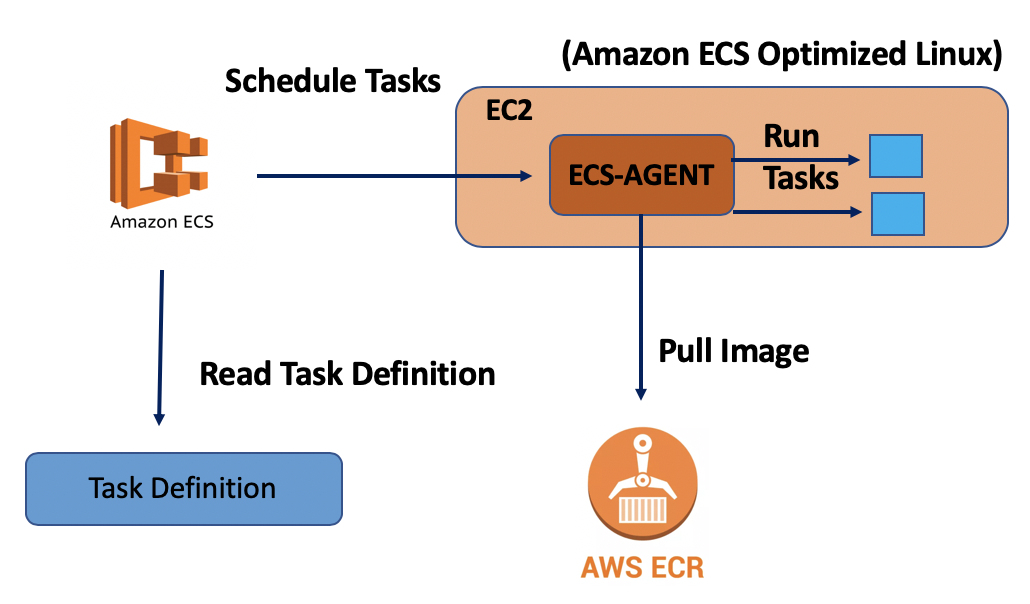 (Amazon ECS Optimized Linux)
Schedule Tasks
EC2
Run
Tasks
ECS-AGENT
Amazon ECS
Pull Image
Read Task Definition
Task Definition
AWS ECR